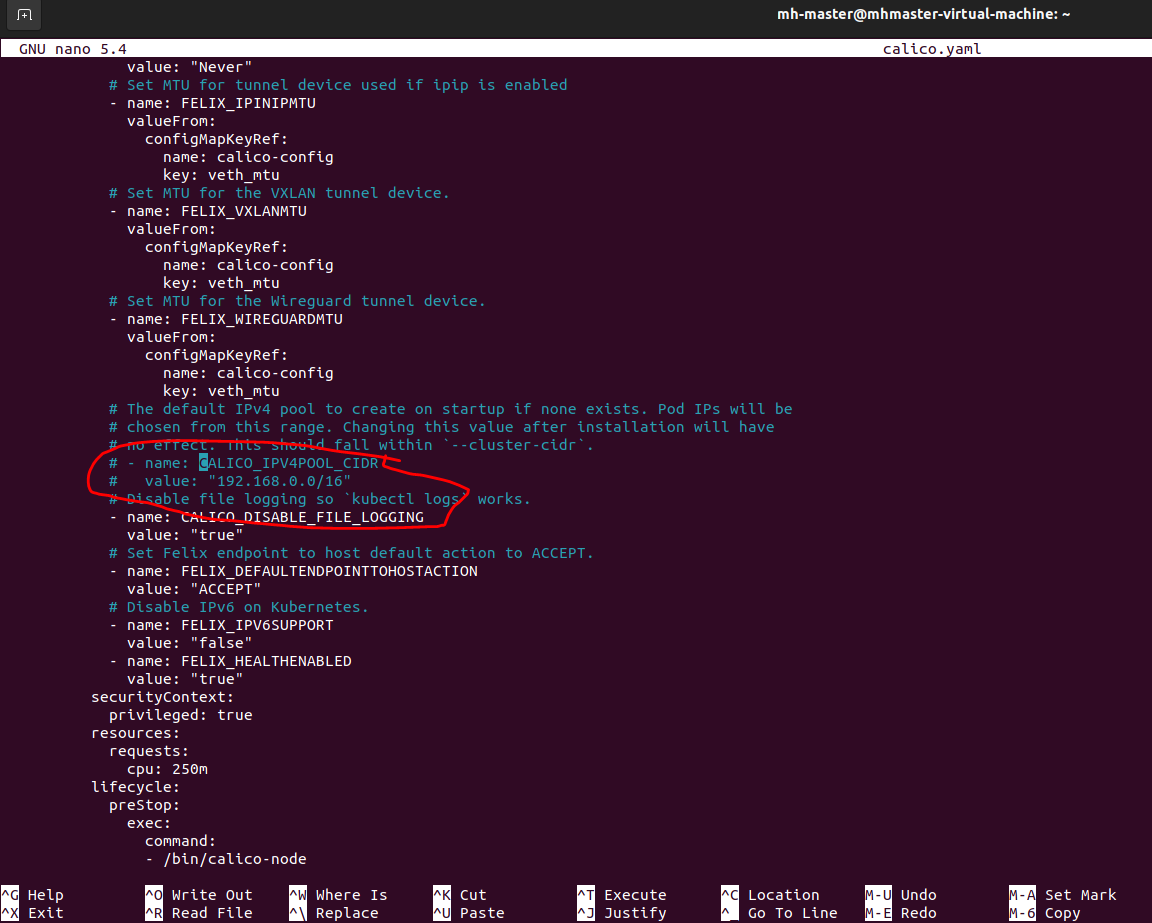 mh-master@mhmaster-virtual-machine: ~
GNU nano 5.4 calico.yaml
value: "Never"
# Set MTU for tunnel device used if ipip is enabled
- name: FELIX_IPINIPMTU
valueFrom:
configMapKeyRef:
name: calico-config
key: veth_mtu
# Set MTU for the VXLAN tunnel device.
- name: FELIX_VXLANMTU
valueFrom:
configMapKeyRef:
name: calico-config
key: veth_mtu
# Set MTU for the Wireguard tunnel device.
- name: FELIX_WIREGUARDMTU
valueFrom:
configMapKeyRef:
name: calico-config
key: veth_mtu
# The default IPv4 pool to create on startup if none exists. Pod IPs will be
# chosen from this range. Changing this value after installation will have
# no effect. This should fall within `--cluster-cidr`.
# - name: CALICO_IPV4POOL_CIDR
#   value: "192.168.0.0/16"
# Disable file logging so `kubectl logs` works.
- name: CALICO_DISABLE_FILE_LOGGING
value: "true"
# Set Felix endpoint to host default action to ACCEPT.
- name: FELIX_DEFAULTENDPOINTTOHOSTACTION
value: "ACCEPT"
# Disable IPv6 on Kubernetes.
- name: FELIX_IPV6SUPPORT
value: "false"
- name: FELIX_HEALTHENABLED
value: "true"
securityContext:
privileged: true
resources:
requests:
cpu: 250m
lifecycle:
preStop:
exec:
command:
- /bin/calico-node
^G Help ^O Write Out ^W Where Is ^K Cut ^T Execute ^C Location M-U Undo M-A Set Mark
^X Exit ^R Read File ^\ Replace ^U Paste ^J Justify ^_ Go To Line M-E Redo M-6 Copy